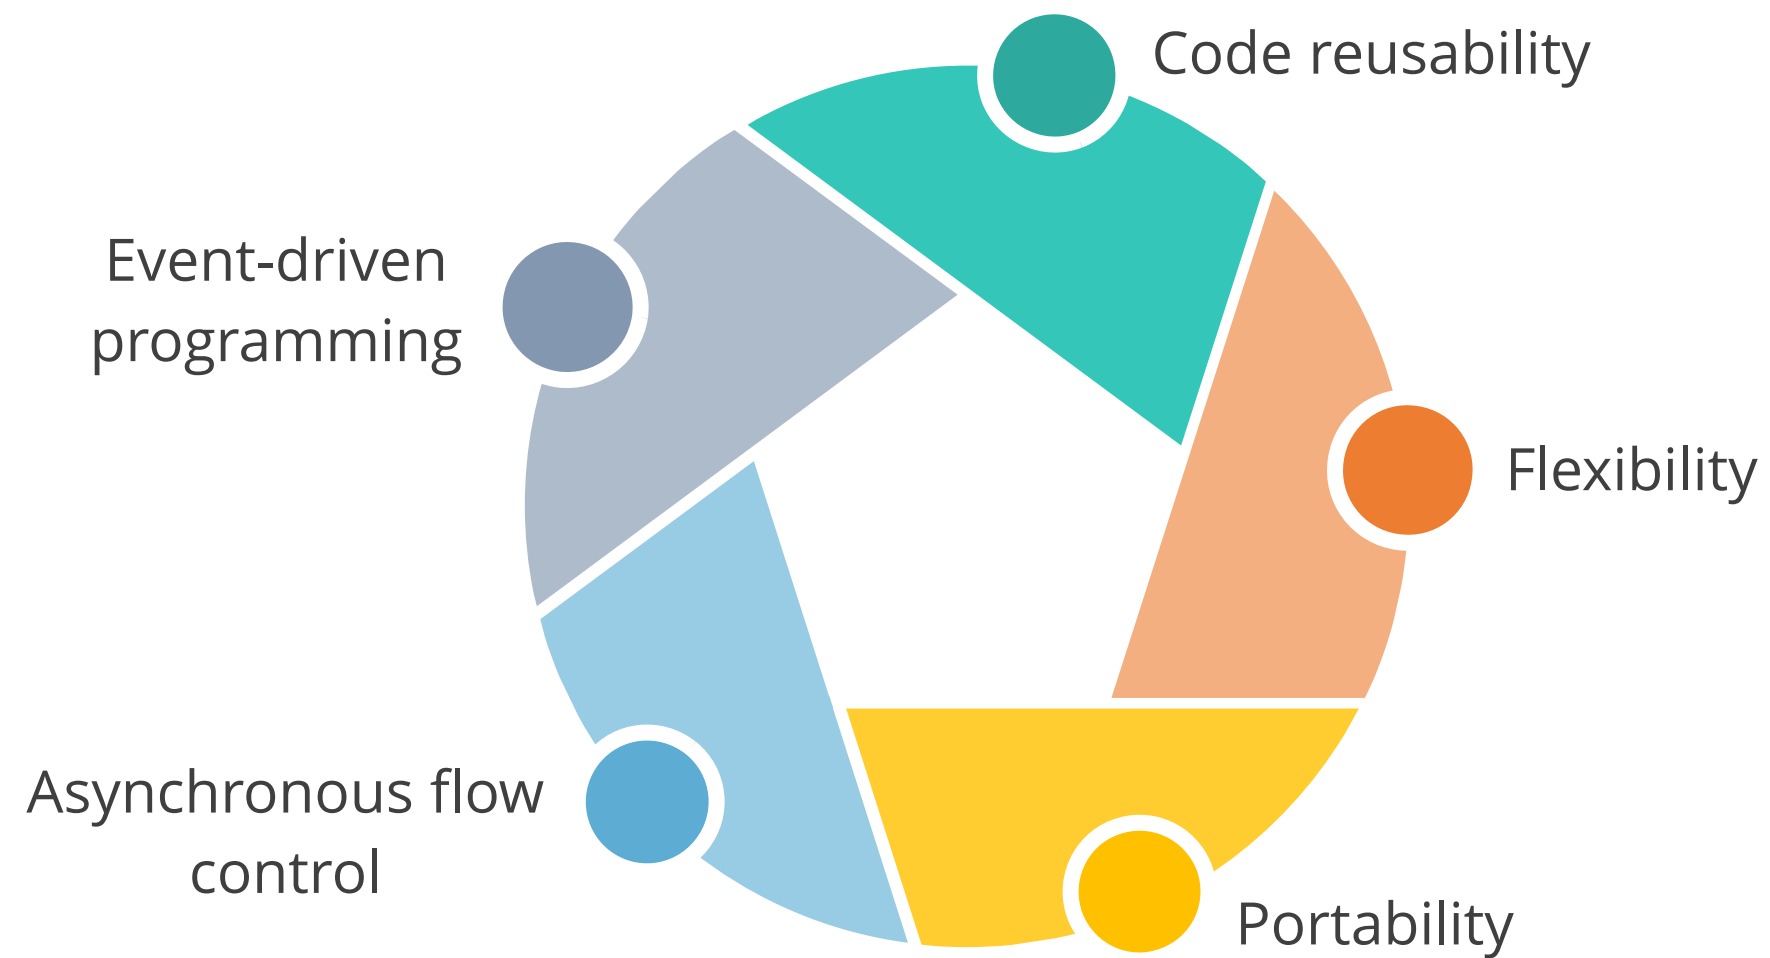 Code reusability
Event-driven
programming
Flexibility
Asynchronous flow
control
Portability